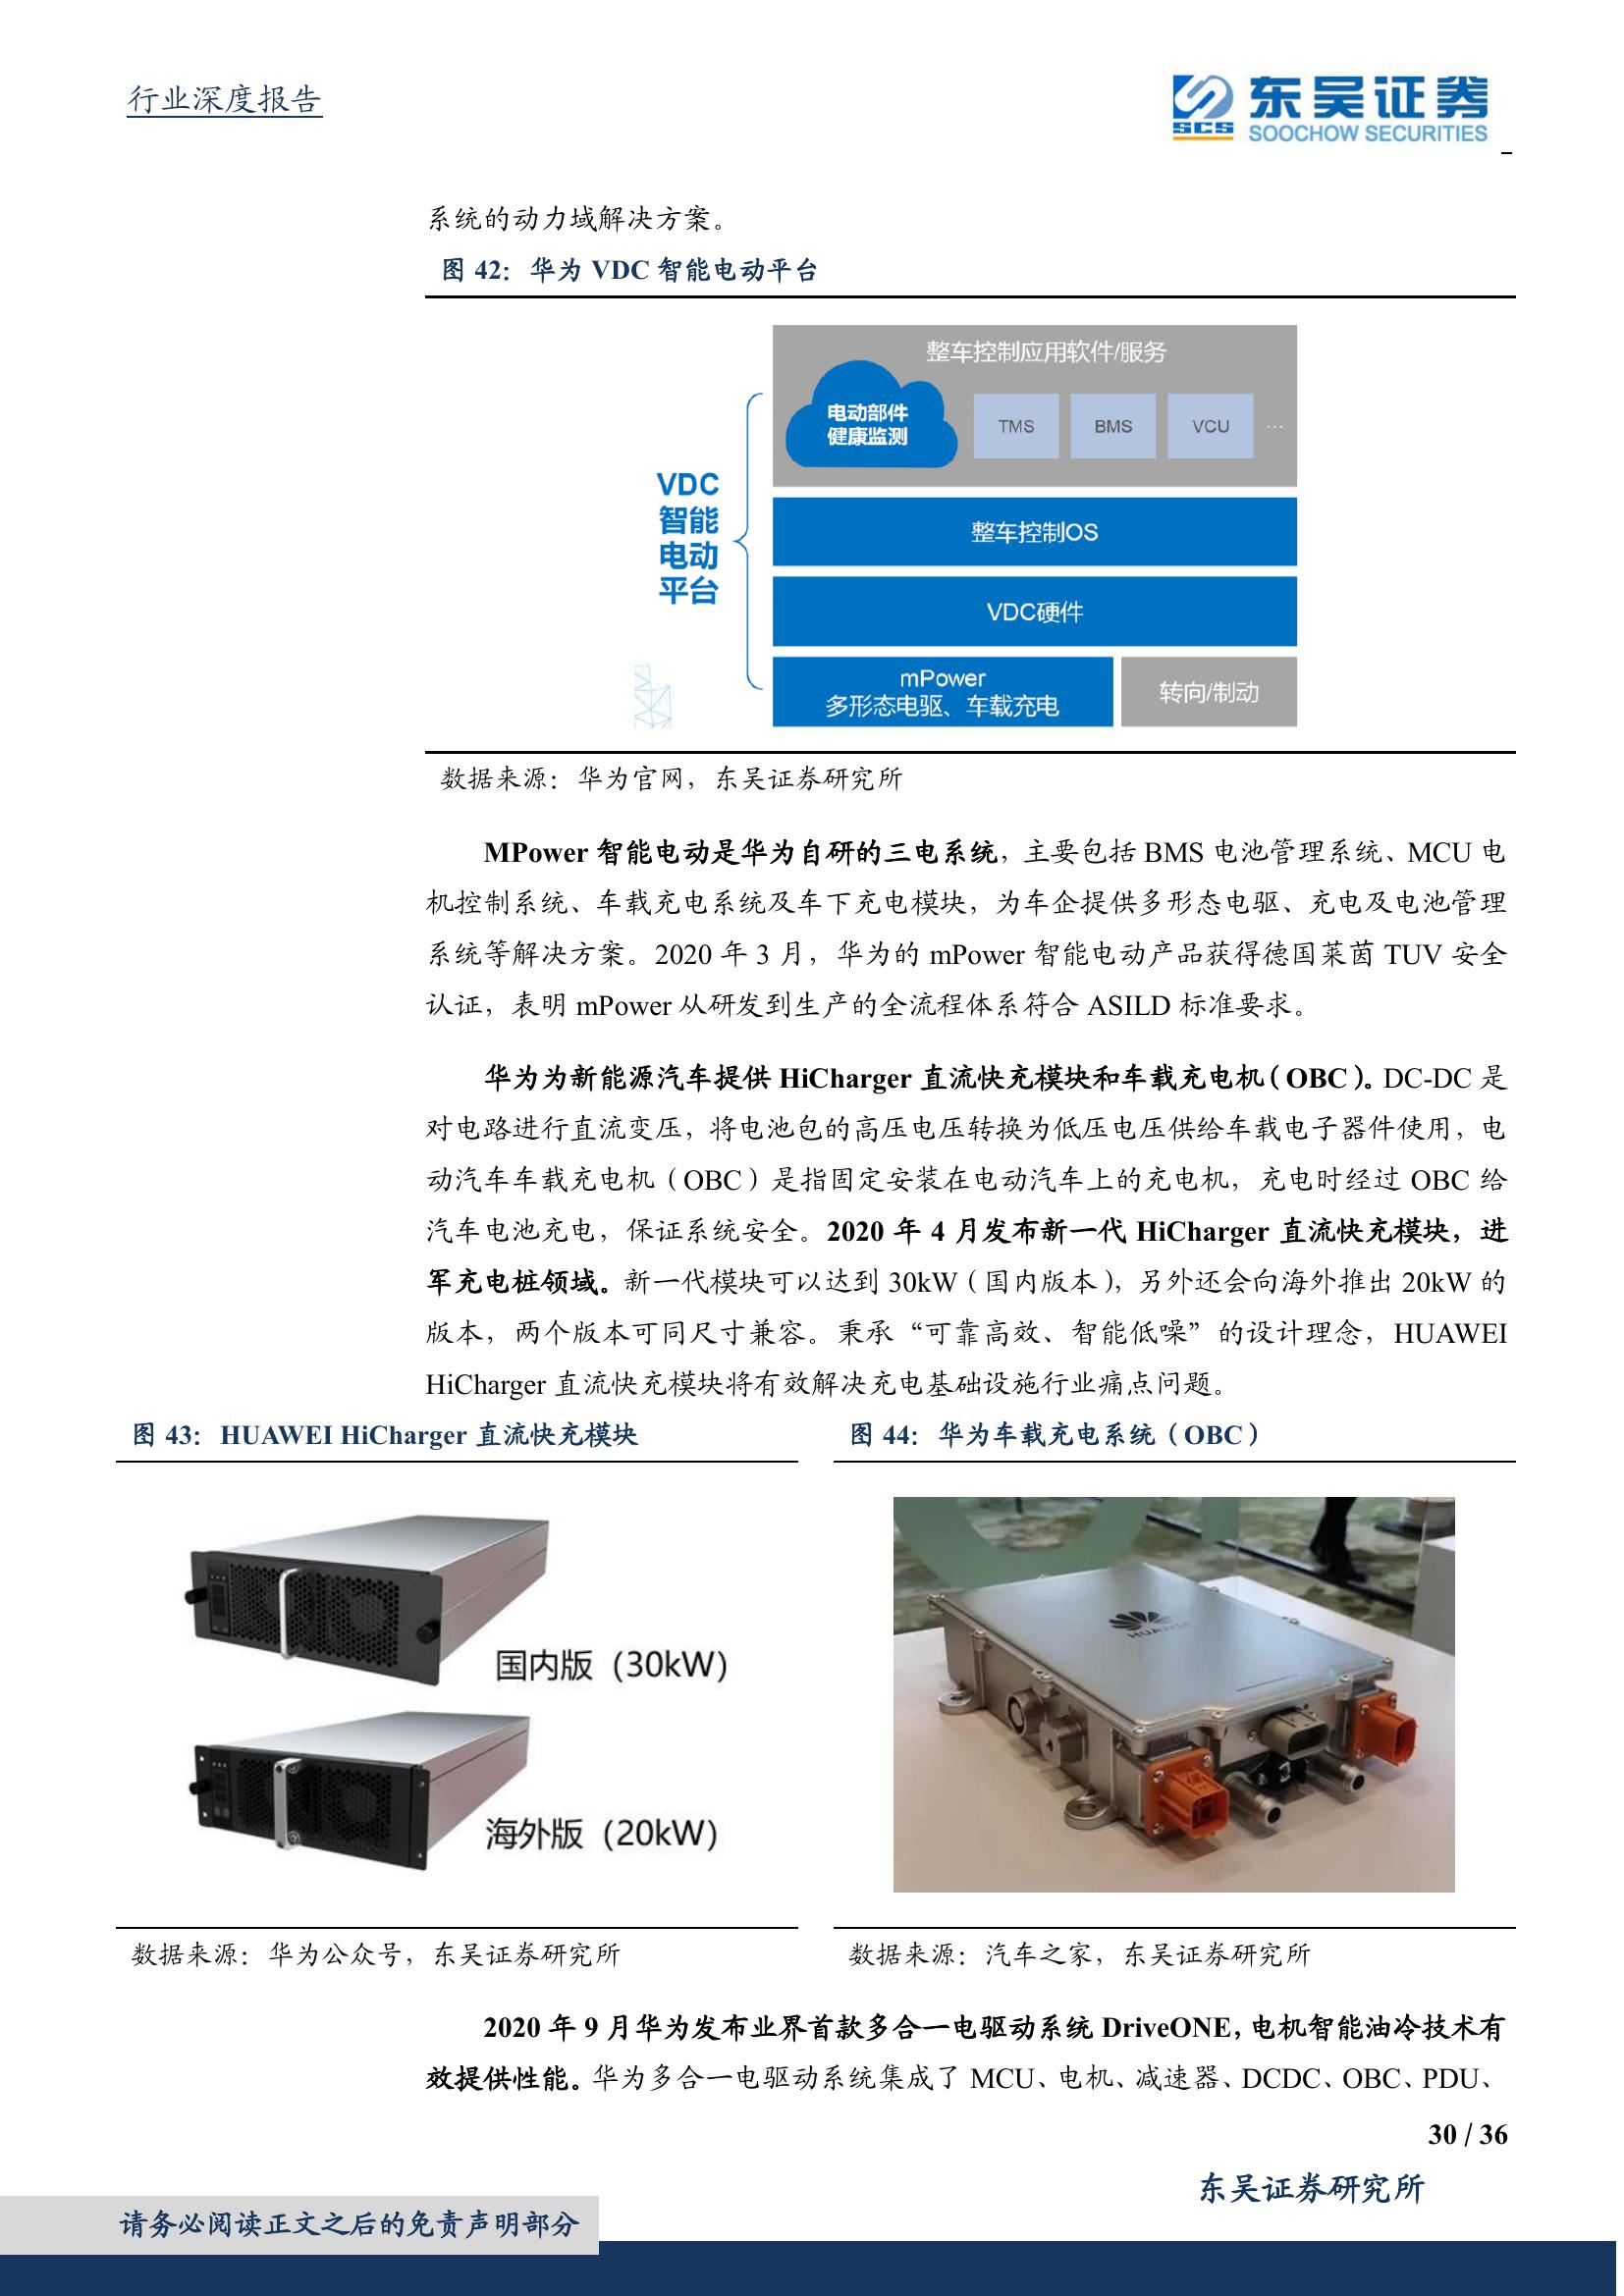 行业深度报告
SCS
东吴证券
SOOCHOW SECURITIES
系统的动力域解决方案。
图 42：华为 VDC 智能电动平台
整车控制应用软件/服务
电动部件
健康监测
TMS
BMS
VCU
...
VDC
智能
电动
平台
整车控制OS
VDC硬件
mPower
多形态电驱、车载充电
转向/制动
数据来源：华为官网，东吴证券研究所
MPower 智能电动是华为自研的三电系统，主要包括 BMS 电池管理系统、MCU 电
机控制系统、车载充电系统及车下充电模块，为车企提供多形态电驱、充电及电池管理
系统等解决方案。2020 年 3 月，华为的 mPower 智能电动产品获得德国莱茵 TUV 安全
认证，表明 mPower 从研发到生产的全流程体系符合 ASILD 标准要求。
华为为新能源汽车提供 HiCharger 直流快充模块和车载充电机（OBC）。DC-DC 是
对电路进行直流变压，将电池包的高压电压转换为低压电压供给车载电子器件使用，电
动汽车车载充电机（OBC）是指固定安装在电动汽车上的充电机，充电时经过 OBC 给
汽车电池充电，保证系统安全。2020 年 4 月发布新一代 HiCharger 直流快充模块，进
军充电桩领域。新一代模块可以达到 30kW（国内版本），另外还会向海外推出 20kW 的
版本，两个版本可同尺寸兼容。秉承“可靠高效、智能低噪”的设计理念，HUAWEI
HiCharger 直流快充模块将有效解决充电基础设施行业痛点问题。
图 43：HUAWEI HiCharger 直流快充模块
国内版（30kW）
海外版（20kW）
数据来源：华为公众号，东吴证券研究所
图 44：华为车载充电系统（OBC）
HUAWEI
数据来源：汽车之家，东吴证券研究所
2020 年 9 月华为发布业界首款多合一电驱动系统 DriveONE，电机智能油冷技术有
效提供性能。华为多合一电驱动系统集成了 MCU、电机、减速器、DCDC、OBC、PDU、
30 / 36
东吴证券研究所
请务必阅读正文之后的免责声明部分